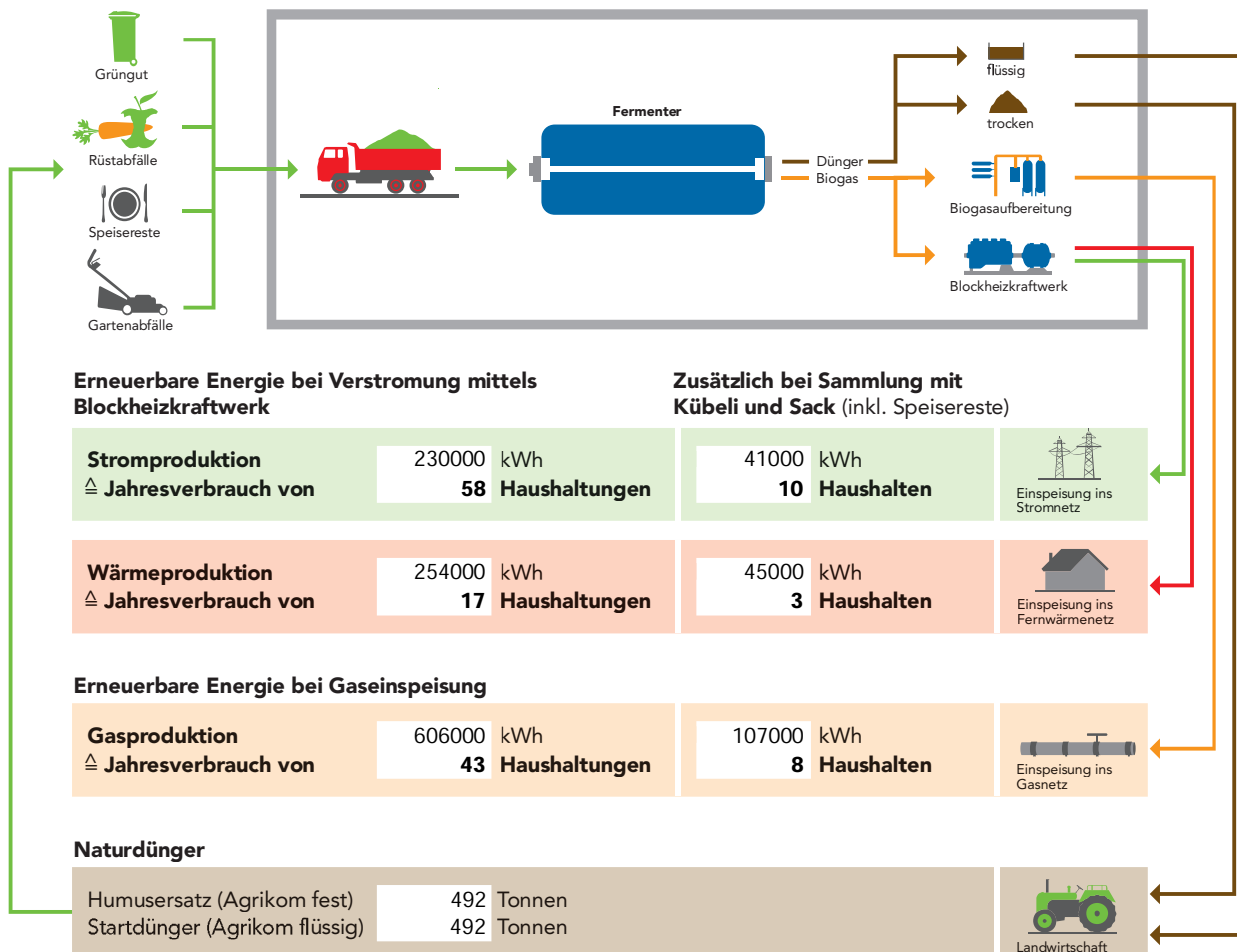 Grüngut
Rüstabfälle
Speisereste
Gartenabfälle
Fermenter
Dünger
Biogas
flüssig
trocken
Biogasaufbereitung
Blockheizkraftwerk
Erneuerbare Energie bei Verstromung mittels
Blockheizkraftwerk
Zusätzlich bei Sammlung mit
Kübeli und Sack (inkl. Speisereste)
Stromproduktion 230000 kWh 41000 kWh
≙ Jahresverbrauch von 58 Haushaltungen 10 Haushalten
Einspeisung ins
Stromnetz
Wärmeproduktion 254000 kWh 45000 kWh
≙ Jahresverbrauch von 17 Haushaltungen 3 Haushalten
Einspeisung ins
Fernwärmenetz
Erneuerbare Energie bei Gaseinspeisung
Gasproduktion 606000 kWh 107000 kWh
≙ Jahresverbrauch von 43 Haushaltungen 8 Haushalten
Einspeisung ins
Gasnetz
Naturdünger
Humusersatz (Agrikom fest) 492 Tonnen
Startdünger (Agrikom flüssig) 492 Tonnen
Landwirtschaft